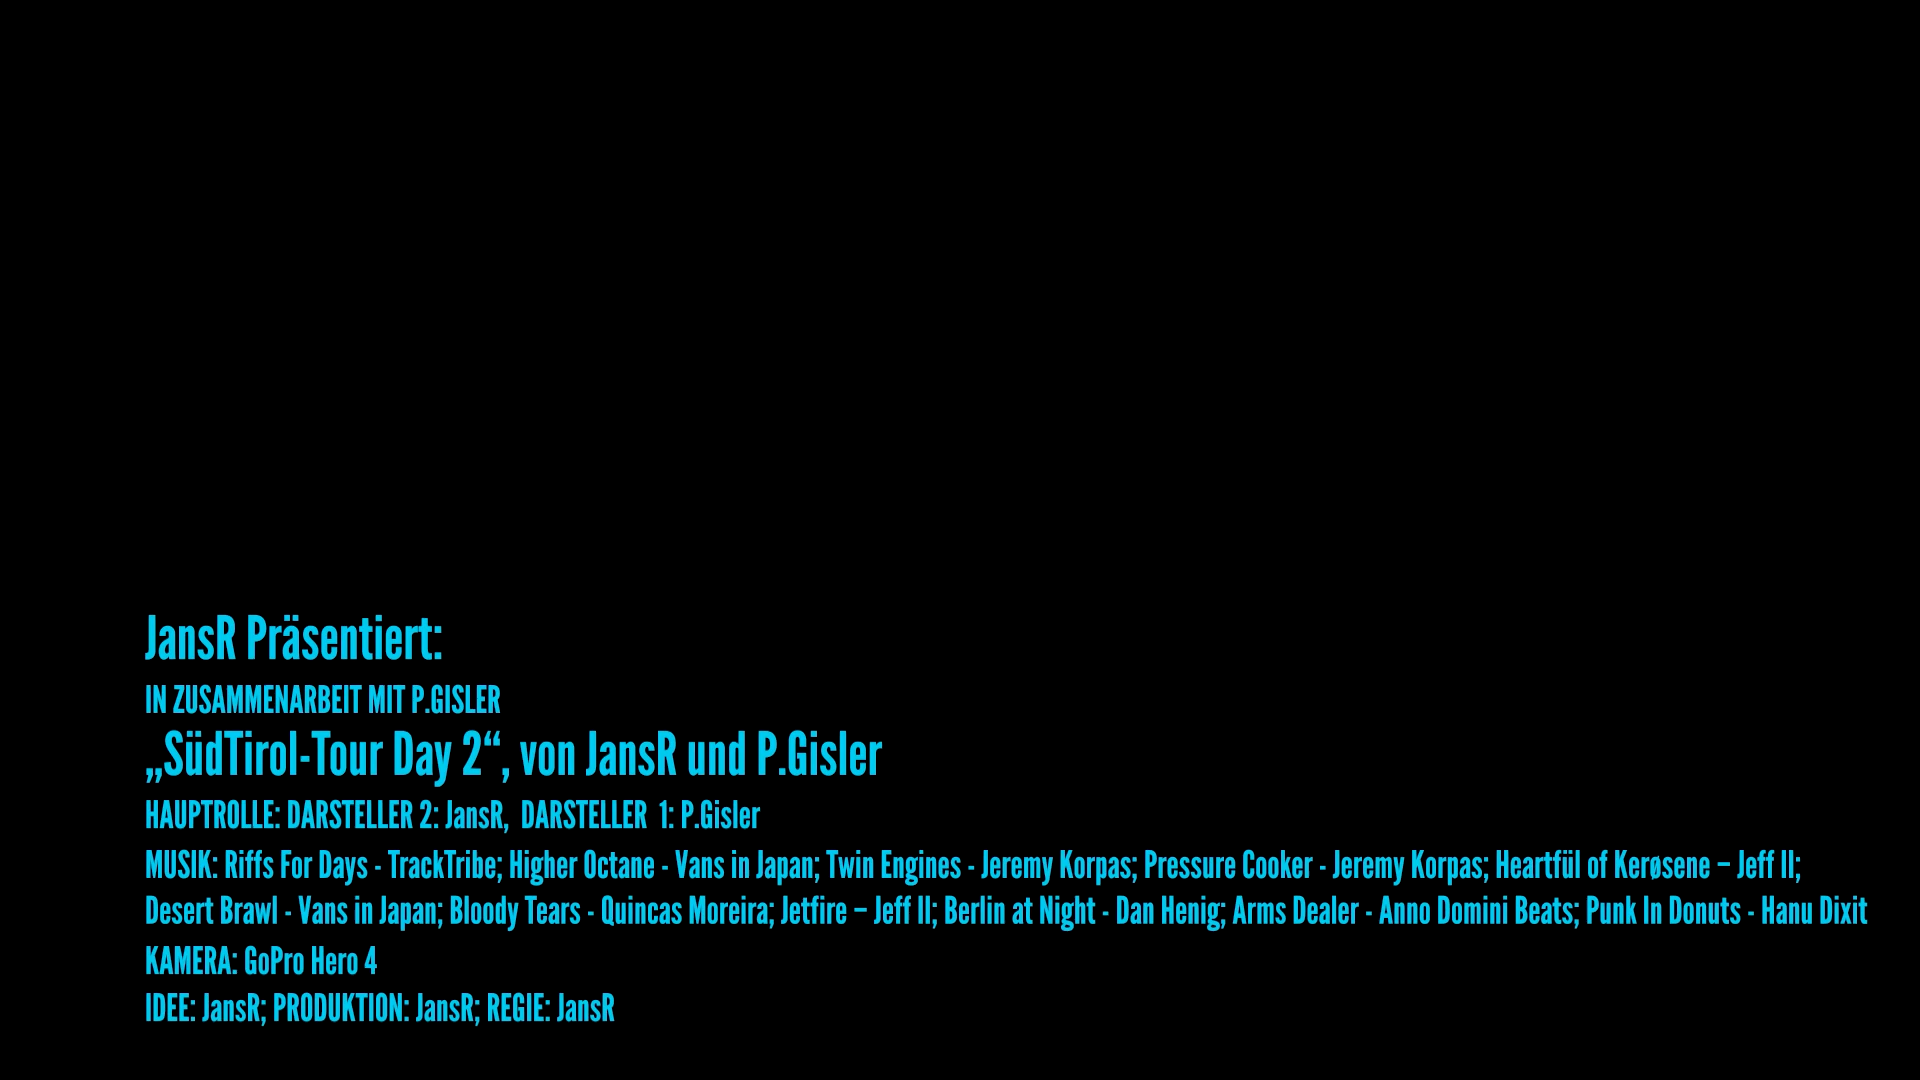 JansR Präsentiert:
IN ZUSAMMENARBEIT MIT P.GISLER
„SüdTirol-Tour Day 2“, von JansR und P.Gisler
HAUPTROLLE: DARSTELLER 2: JansR,  DARSTELLER  1: P.Gisler
MUSIK: Riffs For Days - TrackTribe; Higher Octane - Vans in Japan; Twin Engines - Jeremy Korpas; Pressure Cooker - Jeremy Korpas; Heartfül of Kerøsene – Jeff II;
Desert Brawl - Vans in Japan; Bloody Tears - Quincas Moreira; Jetfire – Jeff II; Berlin at Night - Dan Henig; Arms Dealer - Anno Domini Beats; Punk In Donuts - Hanu Dixit
KAMERA: GoPro Hero 4
IDEE: JansR; PRODUKTION: JansR; REGIE: JansR